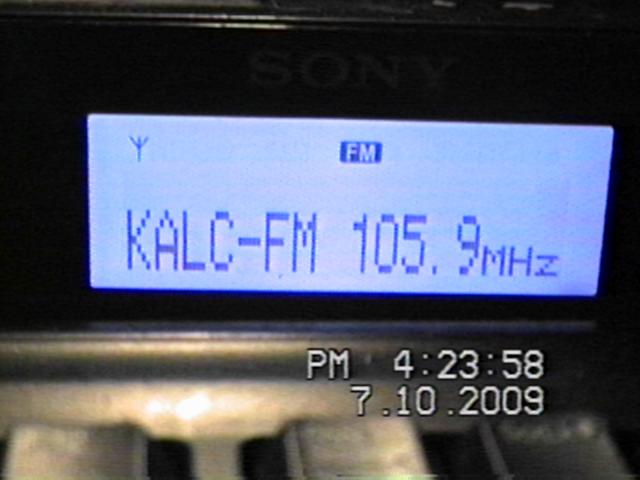 SONY
FM
KALC-FM 105.9MHz
PM 4:23:58
7.10.2009